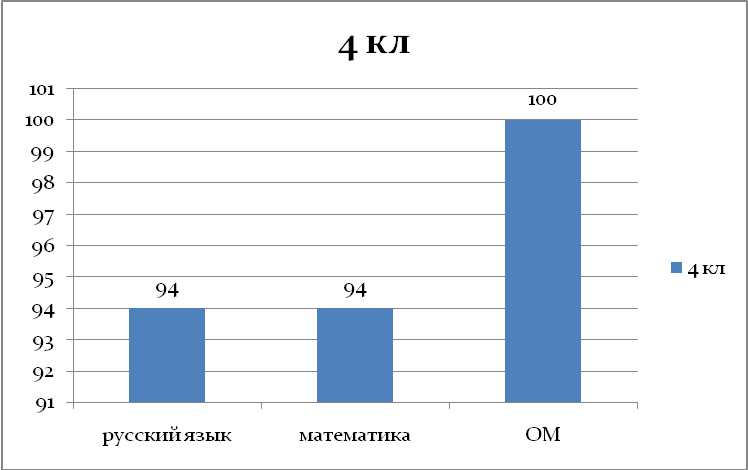 4 кл
101
100
99
98
97
96
95
94
93
92
91
94
94
100
русский язык
математика
ОМ
4 кл